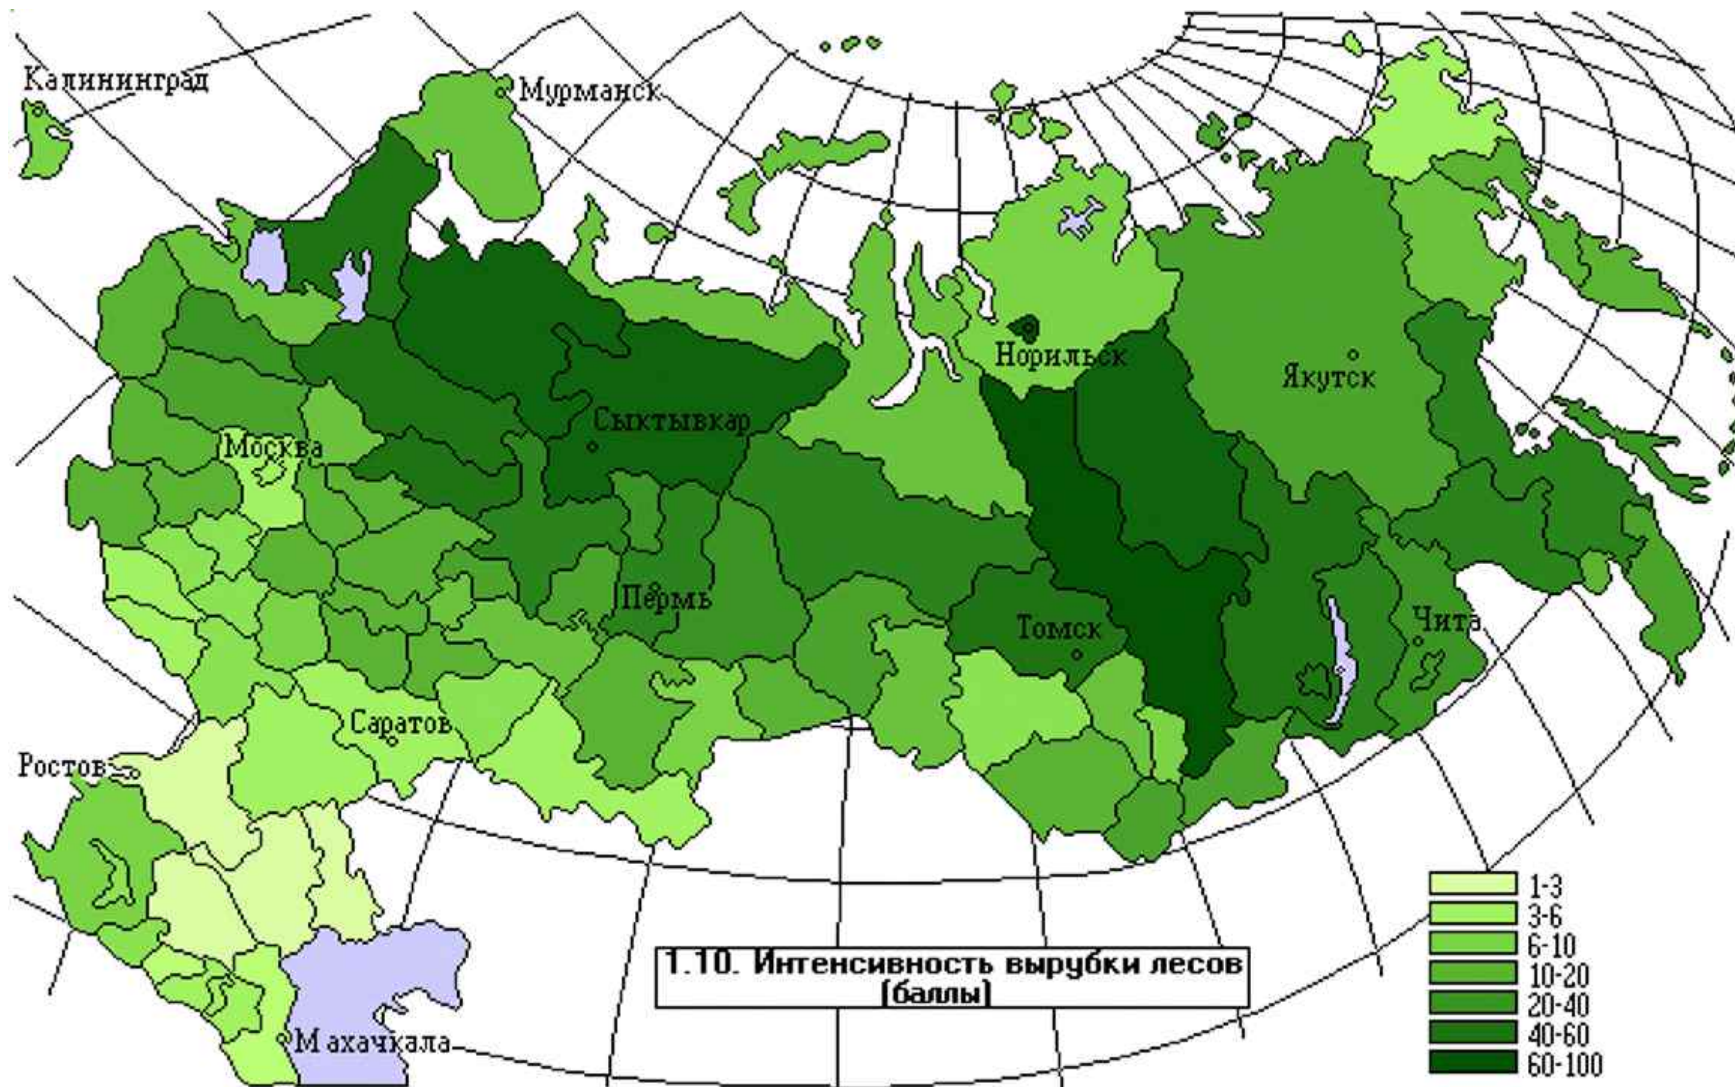 Калининград
Мурманск
Норильск
Якутск
Сыктывкар
Москва
Пермь
Томск
Чита
Саратов
Ростов
Махачкала
1.10. Интенсивность вырубки лесов
(баллы)
1-3
3-6
6-10
10-20
20-40
40-60
60-100